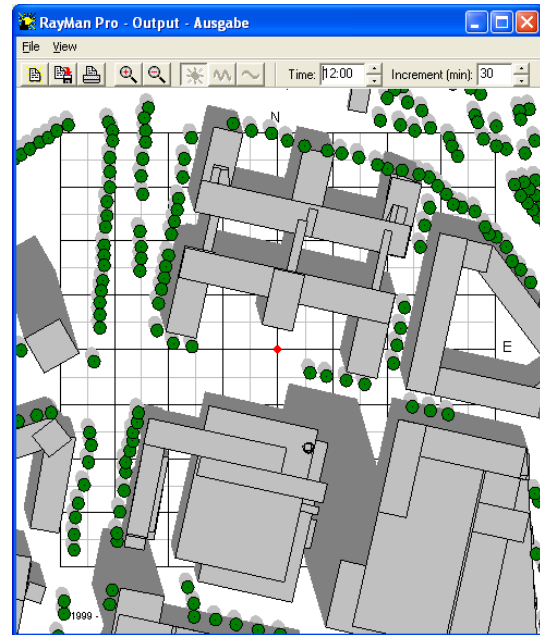 RayMan Pro - Output - Ausgabe
File View
Time: 12:00 Increment (min): 30
N
E
1999 -